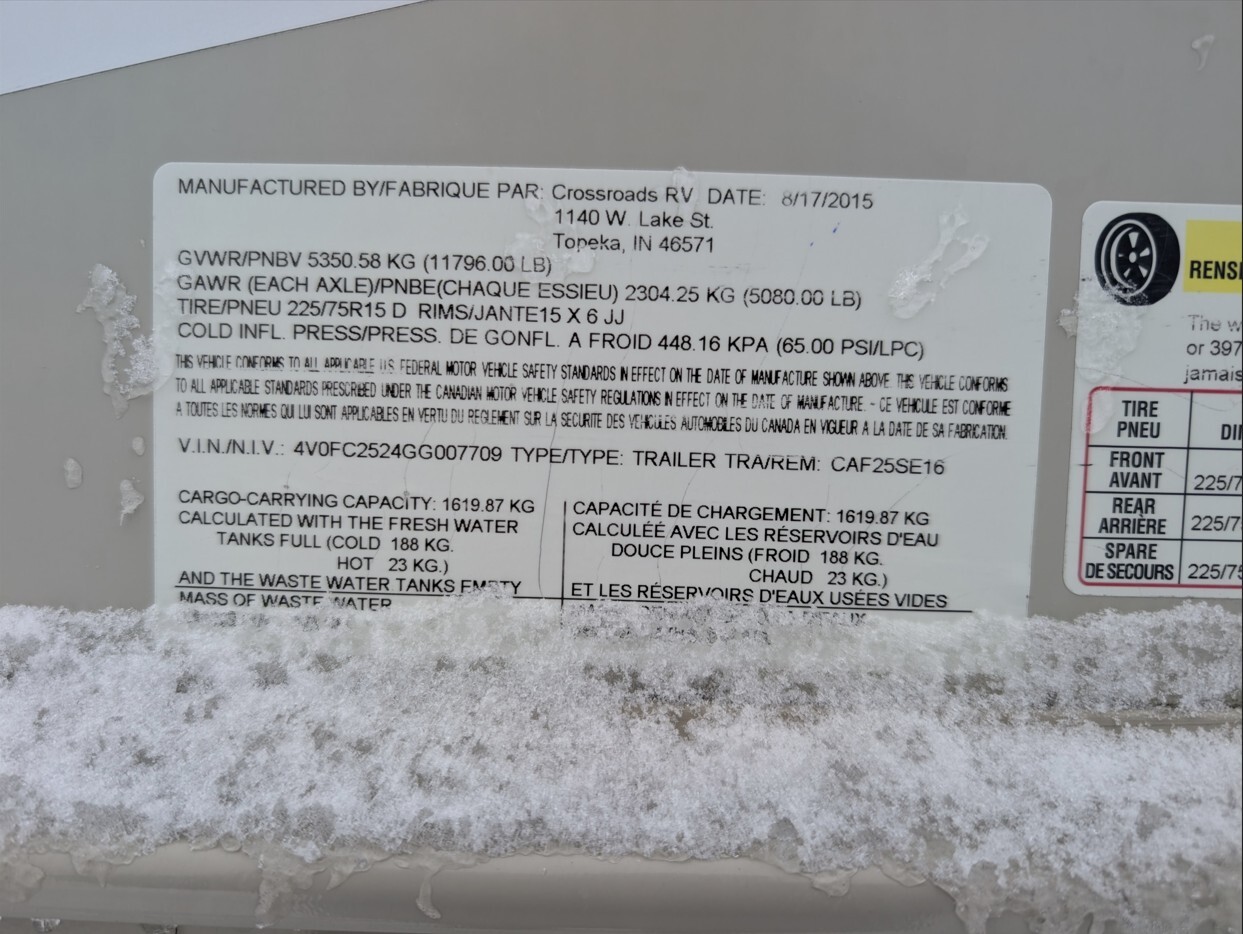 MANUFACTURED BY/FABRIQUE PAR: Crossroads RV DATE: 8/17/2015
1140 W. Lake St.
Topeka, IN 46571
GVWR/PNBV 5350.58 KG (11796.00 LB)
GAWR (EACH AXLE)/PNBE(CHAQUE ESSIEU) 2304.25 KG (5080.00 LB)
TIRE/PNEU 225/75R15 D RIMS/JANTE15 X 6 JJ
COLD INFL. PRESS/PRESS. DE GONFL. A FROID 448.16 KPA (65.00 PSI/LPC)
THIS VEHICLE CONFORMS TO ALL APPLICABLE U.S. FEDERAL MOTOR VEHICLE SAFETY STANDARDS IN EFFECT ON THE DATE OF MANUFACTURE SHOWN ABOVE. THIS VEHICLE CONFORMS
TO ALL APPLICABLE STANDARDS PRESCRIBED UNDER THE CANADIAN MOTOR VEHICLE SAFETY REGULATIONS IN EFFECT ON THE DATE OF MANUFACTURE. - CE VEHICULE EST CONFORME
A TOUTES LES NORMES QUI LUI SONT APPLICABLES EN VERTU DU REGLEMENT SUR LA SECURITE DES VEHICULES AUTOMOBILES DU CANADA EN VIGUEUR A LA DATE DE SA FABRICATION.
V.I.N./N.I.V.: 4V0FC2524GG007709 TYPE/TYPE: TRAILER TRA/REM: CAF25SE16
CARGO-CARRYING CAPACITY: 1619.87 KG
CALCULATED WITH THE FRESH WATER
TANKS FULL (COLD 188 KG.
HOT 23 KG.)
AND THE WASTE WATER TANKS EMPTY
MASS OF WASTE WATER
CAPACITÉ DE CHARGEMENT: 1619.87 KG
CALCULÉE AVEC LES RÉSERVOIRS D'EAU
DOUCE PLEINS (FROID 188 KG.
CHAUD 23 KG.)
ET LES RÉSERVOIRS D'EAUX USÉES VIDES
RENS
The w
or 397
jamais
TIRE
PNEU
DI
FRONT
AVANT 225/7
REAR
ARRIÈRE 225/7
SPARE
DE SECOURS 225/75